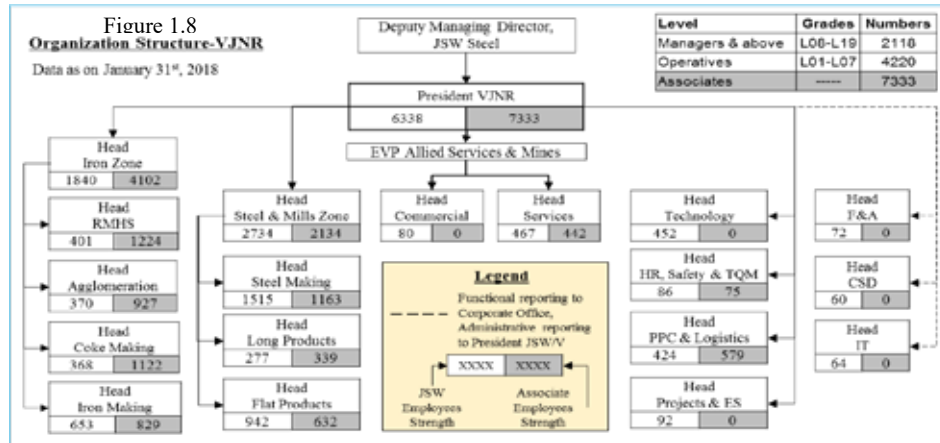 Figure 1.8
Organization Structure-VJNR
Data as on January 31st, 2018
Deputy Managing Director,
JSW Steel
Level Grades Numbers
Managers & above L08-L19 2118
Operatives L01-L07 4220
Associates ----- 7333
President VJNR
6338 7333
EVP Allied Services & Mines
Head
Iron Zone
1840 4102
Head
RMHS
401 1224
Head
Agglomeration
370 927
Head
Coke Making
368 1122
Head
Iron Making
653 829
Head
Steel & Mills Zone
2734 2134
Head
Steel Making
1515 1163
Head
Long Products
277 339
Head
Flat Products
942 632
Head
Commercial
80 0
Head
Services
467 442
Legend
Functional reporting to
Corporate Office,
Administrative reporting
to President JSW/V
XXXX XXXX
JSW
Employees
Strength
Associate
Employees
Strength
Head
Technology
452 0
Head
HR, Safety & TQM
86 75
Head
PPC & Logistics
424 579
Head
Projects & ES
92 0
Head
F&A
72 0
Head
CSD
60 0
Head
IT
64 0